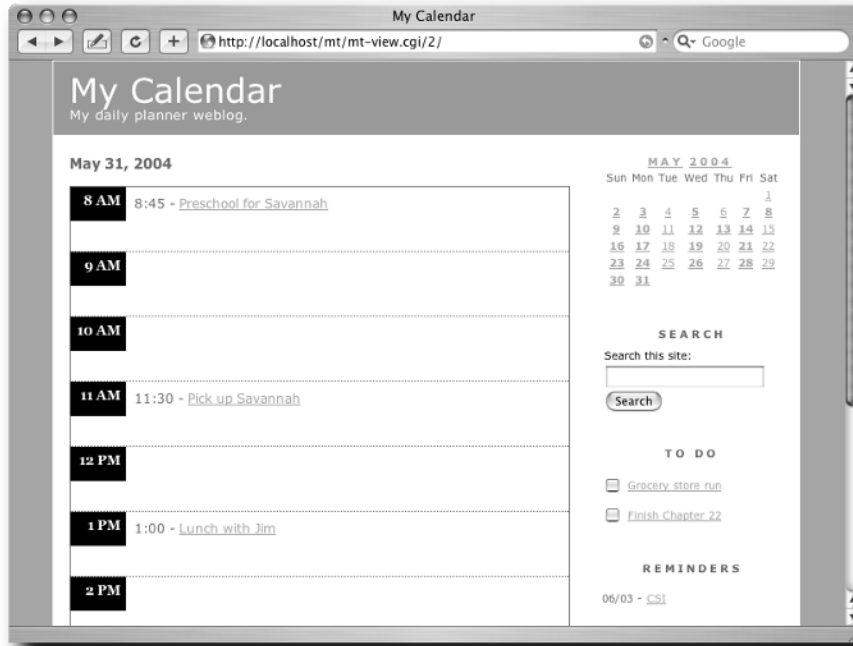 My Calendar
http://localhost/mt/mt-view.cgi/2/
Google
My Calendar
My daily planner weblog.
May 31, 2004
8 AM
8:45 - Preschool for Savannah
9 AM
10 AM
11 AM
11:30 - Pick up Savannah
12 PM
1 PM
1:00 - Lunch with Jim
2 PM
MAY 2004
Sun Mon Tue Wed Thu Fri Sat
1
2 3 4 5 6 7 8
9 10 11 12 13 14 15
16 17 18 19 20 21 22
23 24 25 26 27 28 29
30 31
SEARCH
Search this site:
Search
TO DO
Grocery store run
Finish Chapter 22
REMINDERS
06/03 - CSI